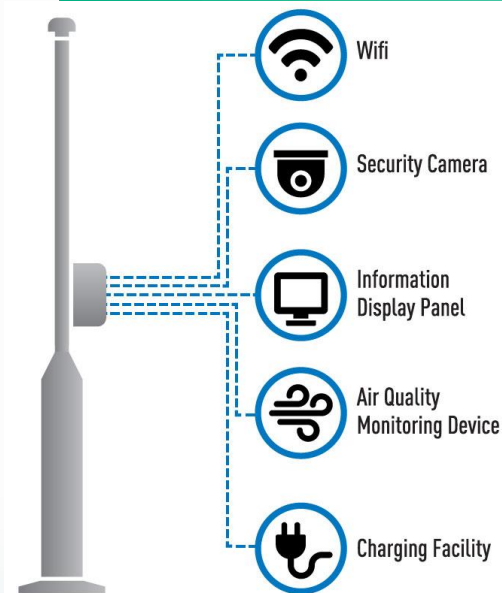 Wifi
Security Camera
Information
Display Panel
Air Quality
Monitoring Device
Charging Facility